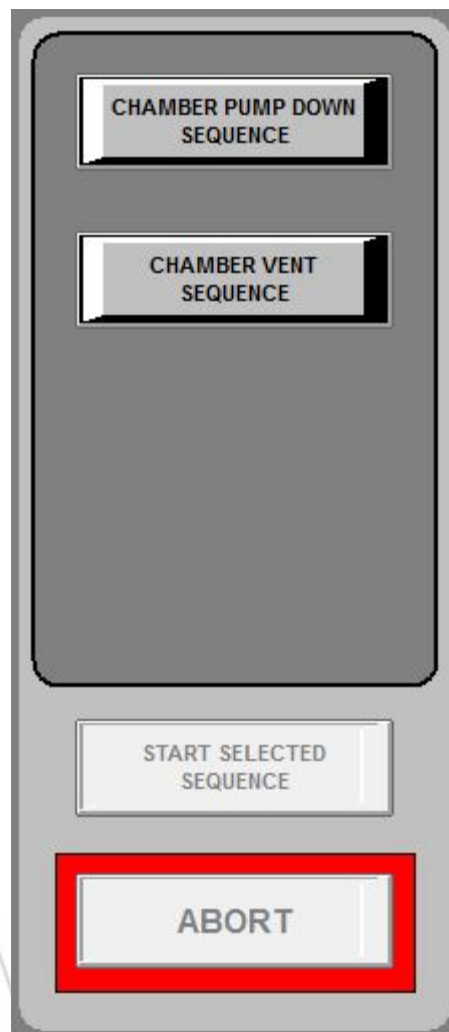 CHAMBER PUMP DOWN
SEQUENCE
CHAMBER VENT
SEQUENCE
START SELECTED
SEQUENCE
ABORT